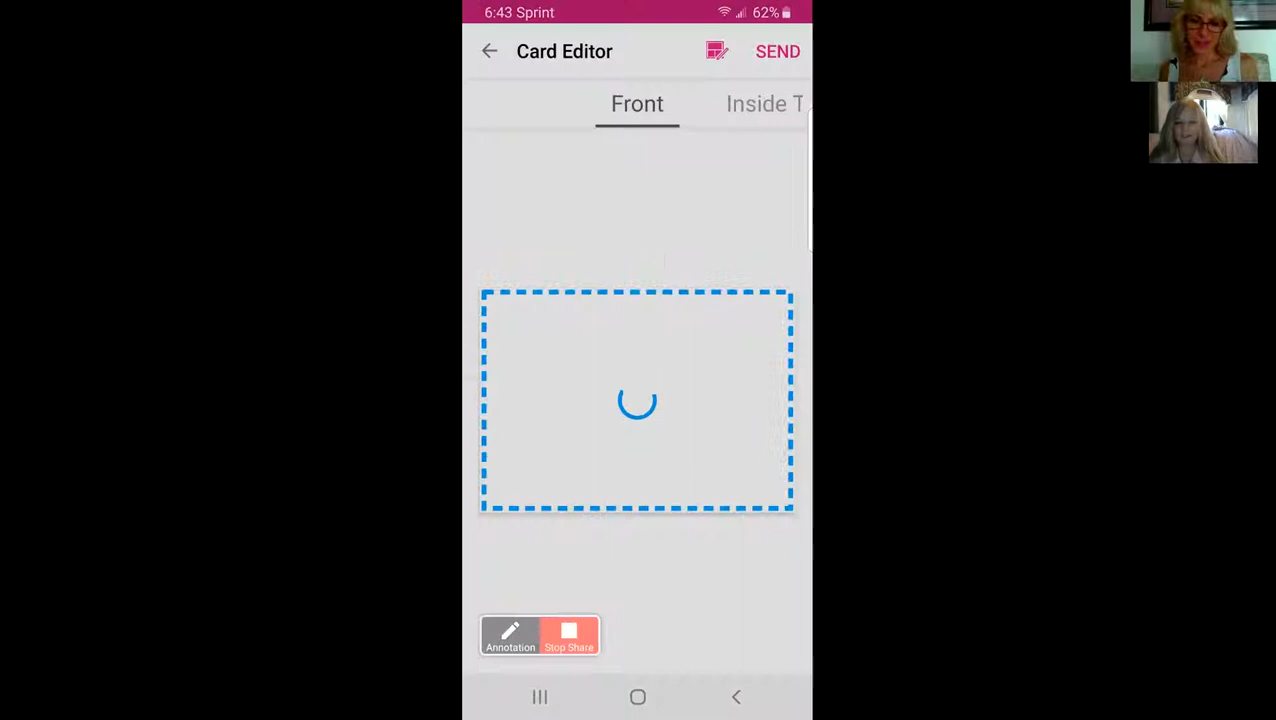 6:43 Sprint
62%
Card Editor
SEND
Front
Inside T
Annotation
Stop Share